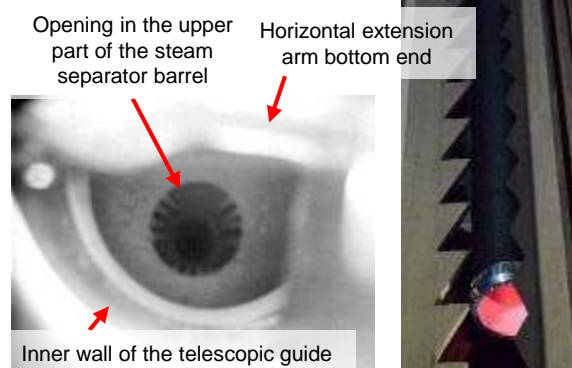 Opening in the upper
part of the steam
separator barrel
Horizontal extension
arm bottom end
Inner wall of the telescopic guide